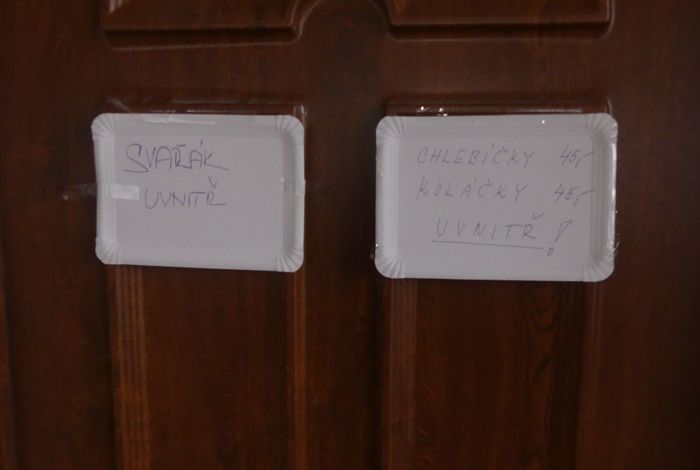 SVAŘÁK
UVNITŘ
CHLEBÍČKY 45,-
KOLÁČKY 45,-
UVNITŘ!